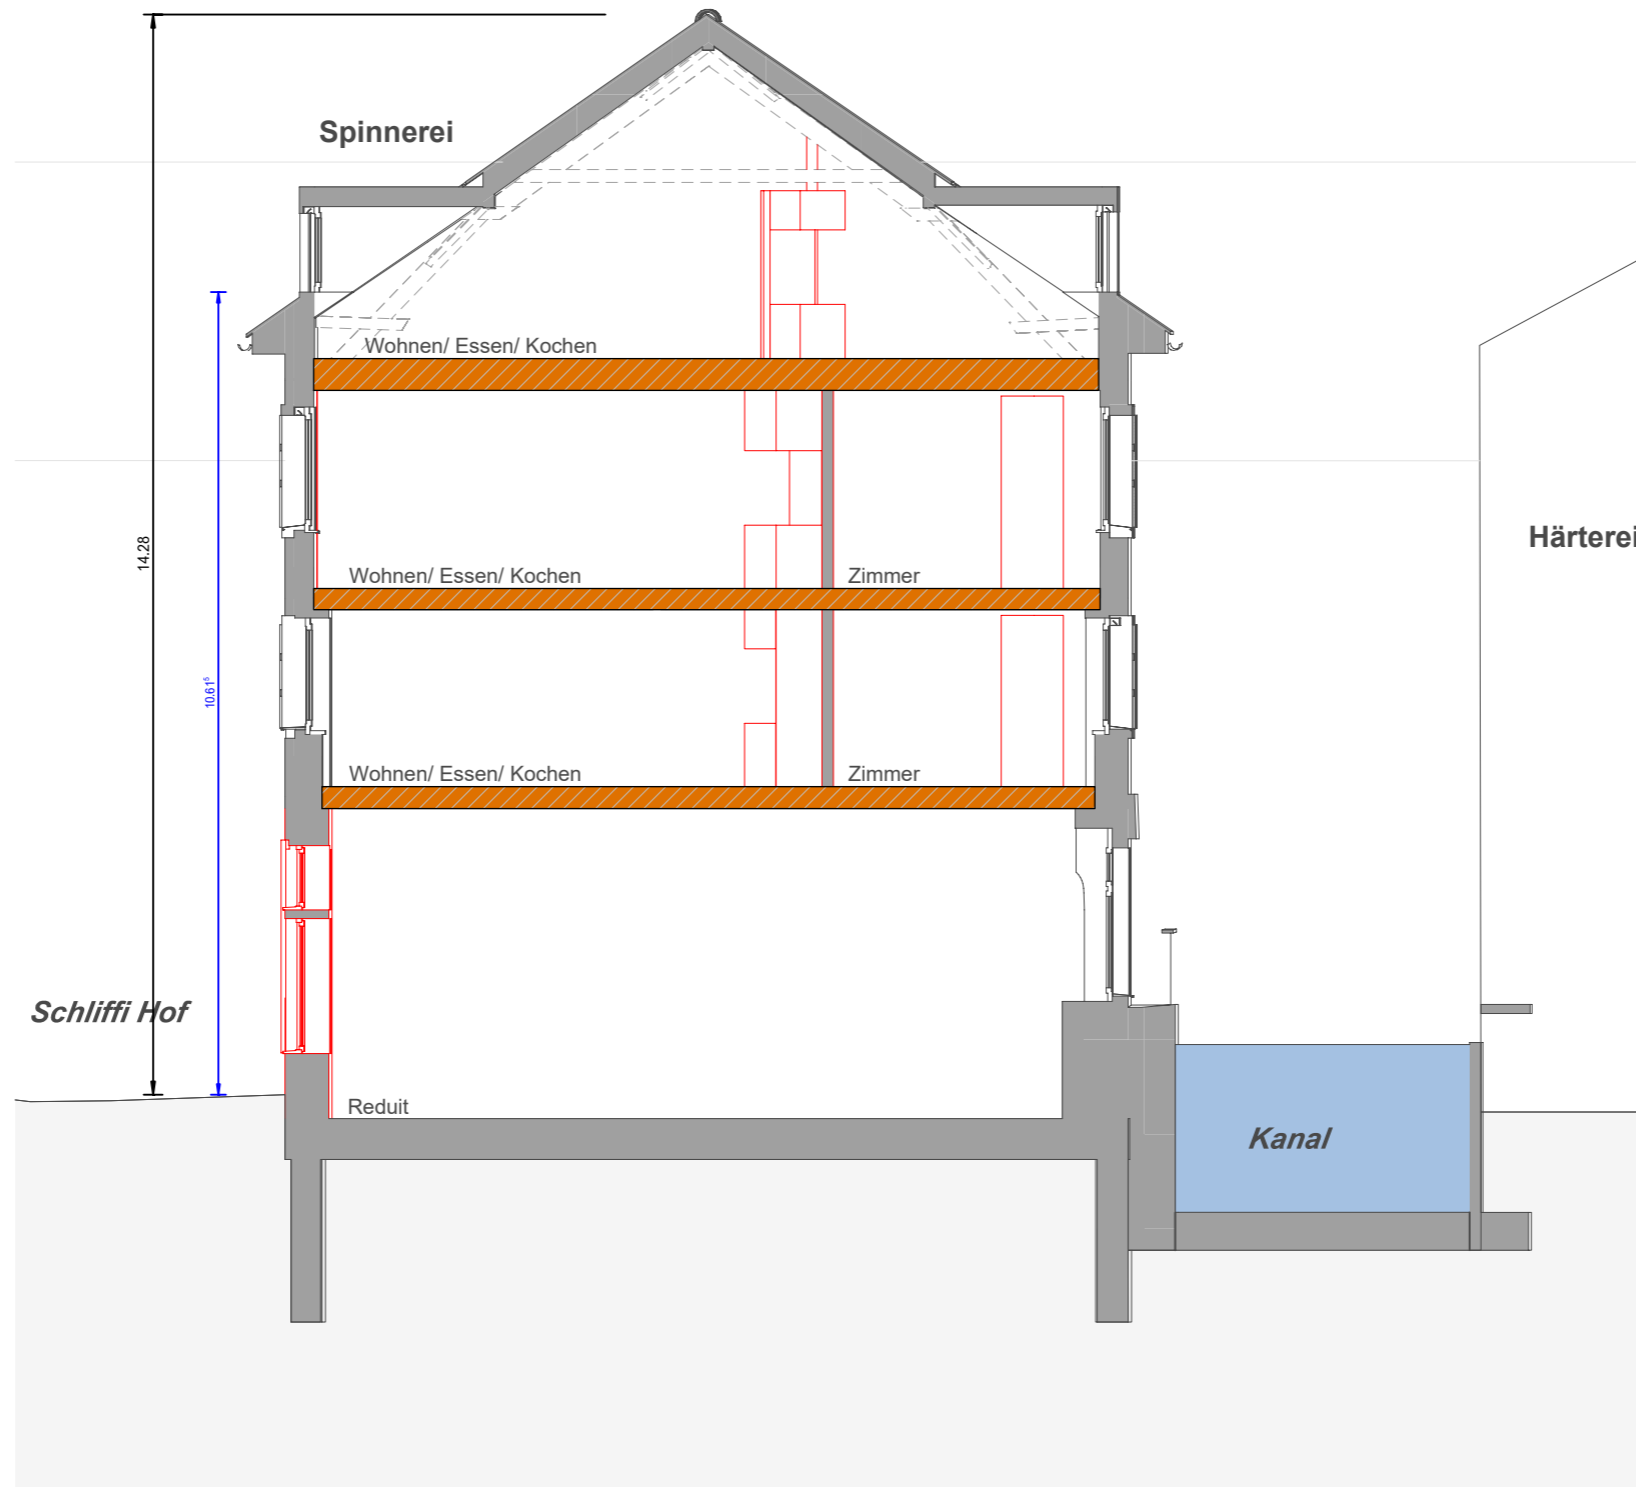 Spinnerei
Wohnen/ Essen/ Kochen
14.28
Härterei
Wohnen/ Essen/ Kochen
Zimmer
10.61⁵
Wohnen/ Essen/ Kochen
Zimmer
Schliffi Hof
Reduit
Kanal